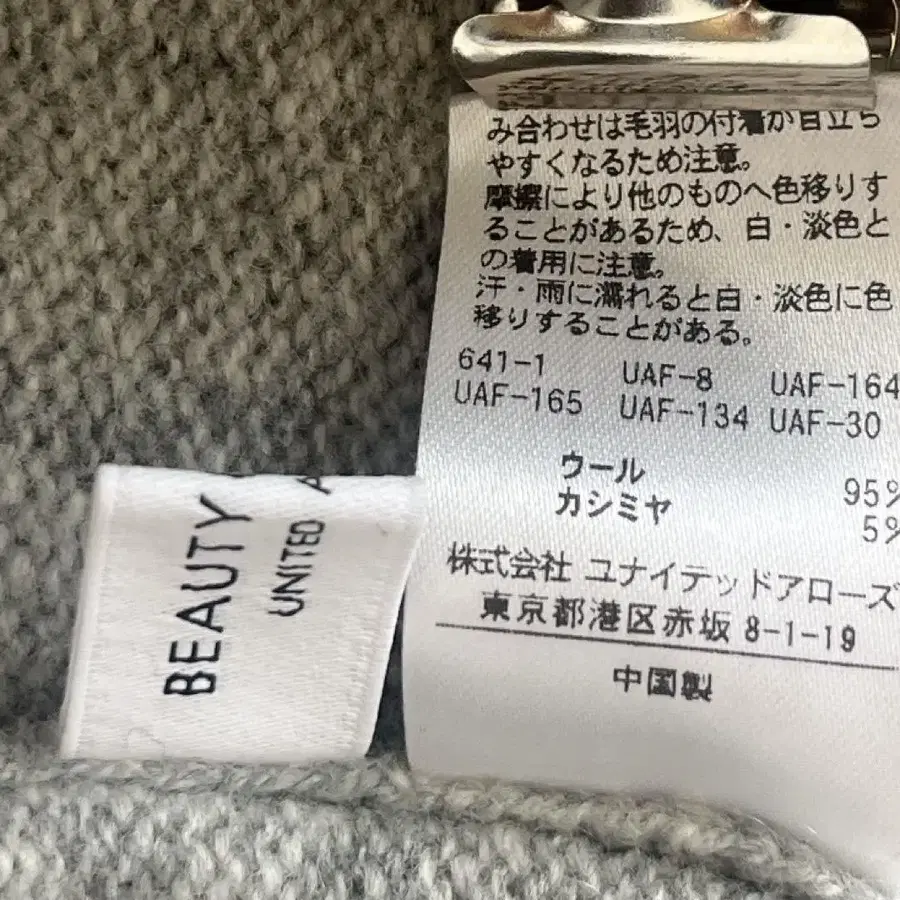 み合わせは毛羽の付着が目立ち
やすくなるため注意。
摩擦により他のものへ色移りす
ることがあるため、白・淡色と
の着用に注意。
汗・雨に濡れると白・淡色に色
移りすることがある。
641-1 UAF-8 UAF-164
UAF-165 UAF-134 UAF-30
ウール 95%
カシミヤ 5%
株式会社 ユナイテッドアローズ
東京都港区赤坂 8-1-19
中国製
BEAUTY
UNITED A